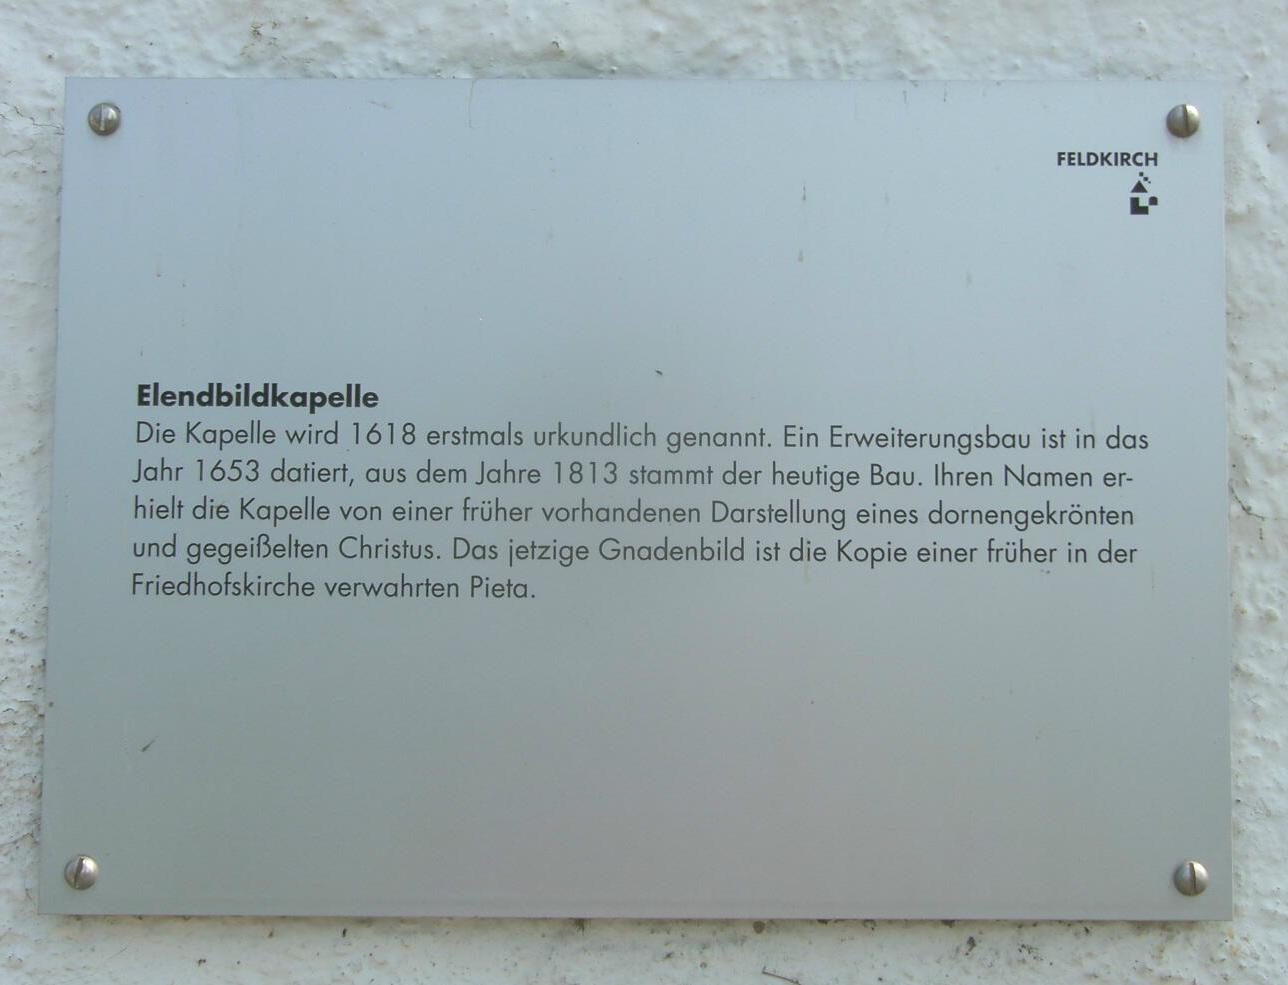 FELDKIRCH
Elendbildkapelle
Die Kapelle wird 1618 erstmals urkundlich genannt. Ein Erweiterungsbau ist in das
Jahr 1653 datiert, aus dem Jahre 1813 stammt der heutige Bau. Ihren Namen er-
hielt die Kapelle von einer früher vorhandenen Darstellung eines dornengekrönten
und gegeißelten Christus. Das jetzige Gnadenbild ist die Kopie einer früher in der
Friedhofskirche verwahrten Pieta.